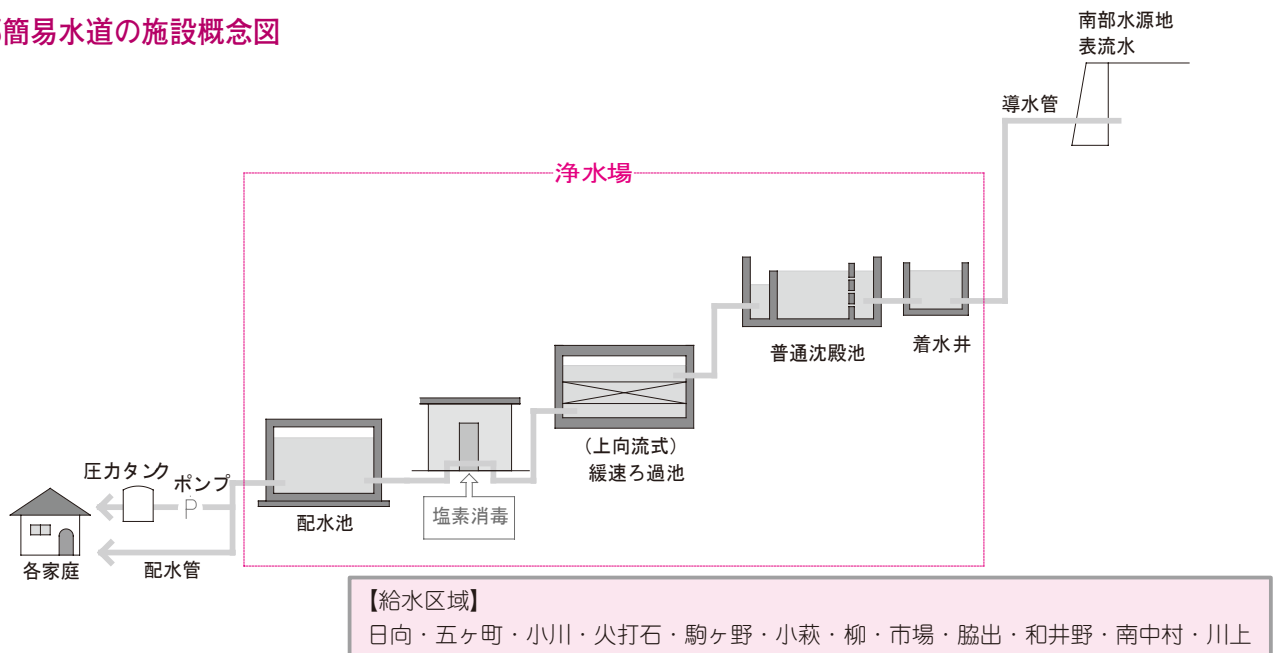 簡易水道の施設概念図
南部水源地
表流水
導水管
浄水場
着水井
普通沈殿池
(上向流式)
緩速ろ過池
塩素消毒
配水池
ポンプ
P
圧力タンク
各家庭
配水管
【給水区域】
日向・五ヶ町・小川・火打石・駒ヶ野・小萩・柳・市場・脇出・和井野・南中村・川上